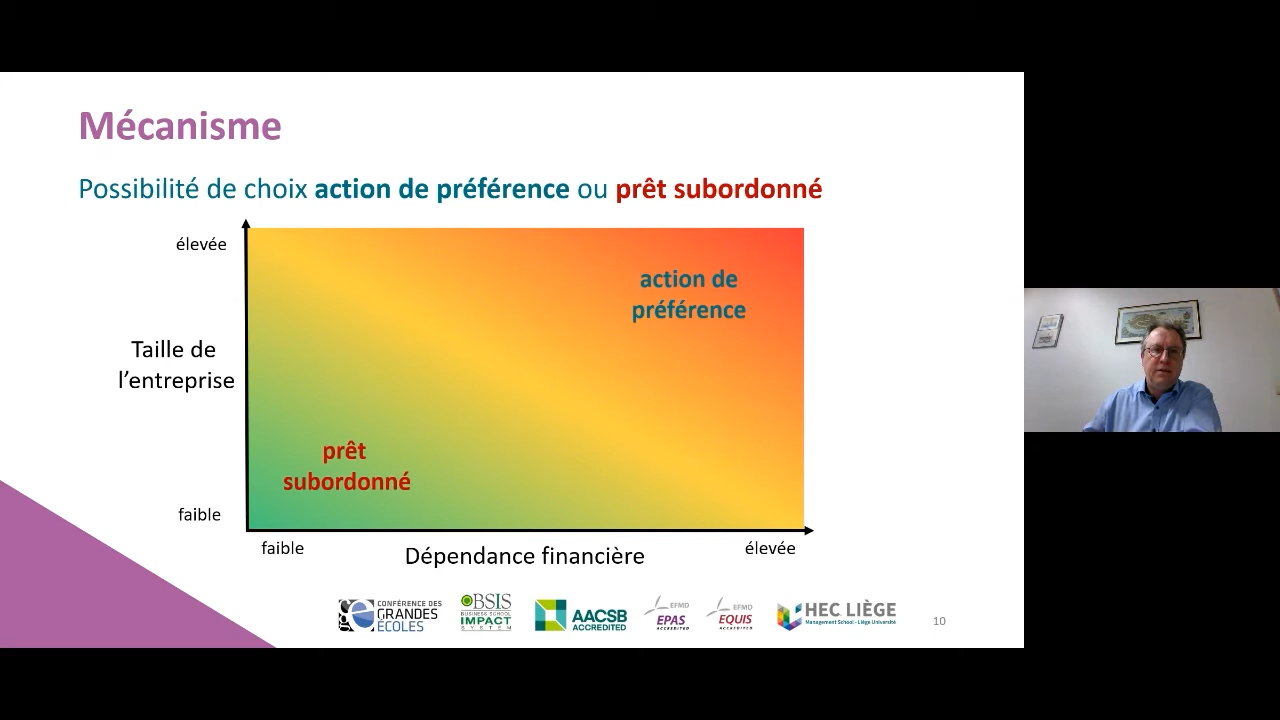 Mécanisme
Possibilité de choix action de préférence ou prêt subordonné
élevée
action de
préférence
Taille de
l’entreprise
prêt
subordonné
faible
faible
Dépendance financière
élevée
CONFÉRENCE DES
GRANDES
ÉCOLES
BSIS
BUSINESS SCHOOL
IMPACT
SYSTEM
AACSB
ACCREDITED
EFMD
EPAS
ACCREDITED
EFMD
EQUIS
ACCREDITED
HEC LIÈGE
Management School - Liège Université
10